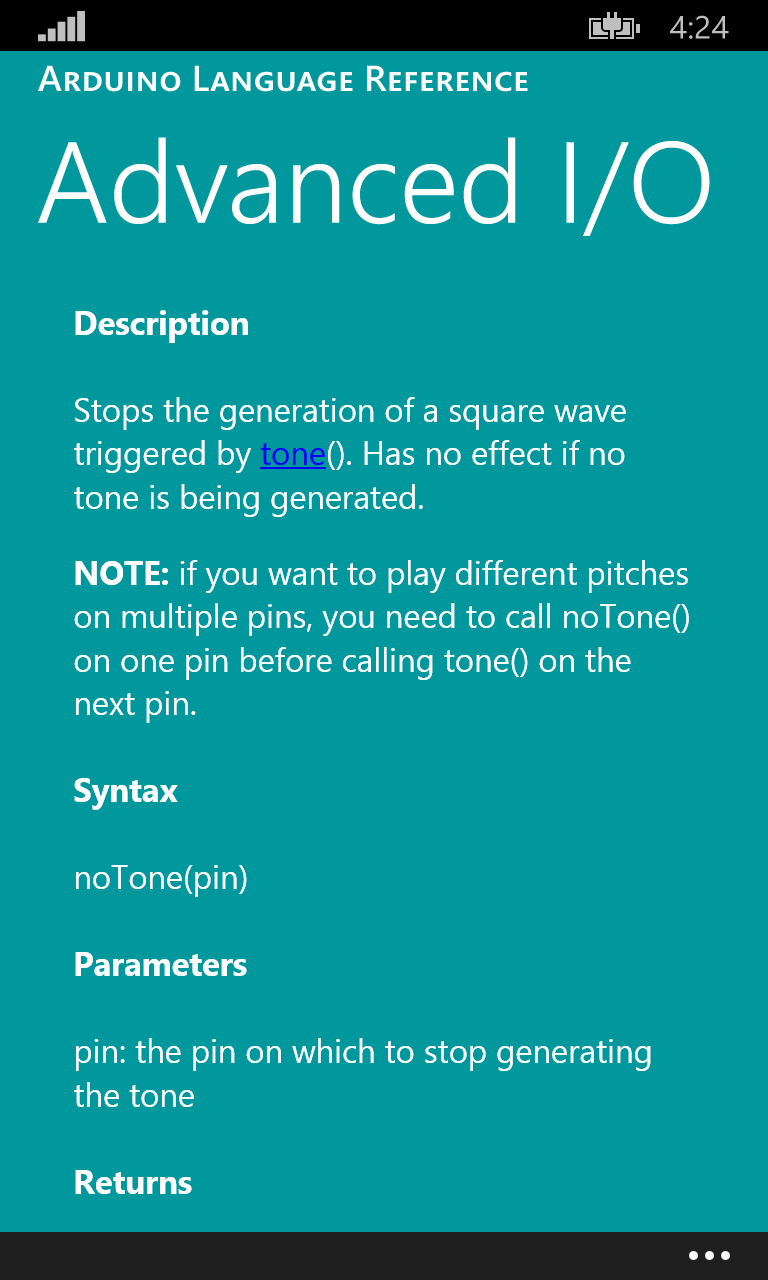 4:24
Arduino Language Reference
Advanced I/O
Description
Stops the generation of a square wave
triggered by tone(). Has no effect if no
tone is being generated.
NOTE: if you want to play different pitches
on multiple pins, you need to call noTone()
on one pin before calling tone() on the
next pin.
Syntax
noTone(pin)
Parameters
pin: the pin on which to stop generating
the tone
Returns